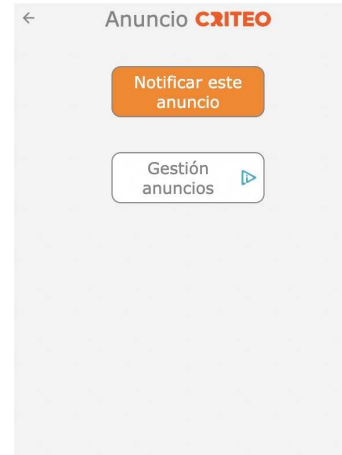 Anuncio CRITEO
Notificar este
anuncio
Gestión
anuncios